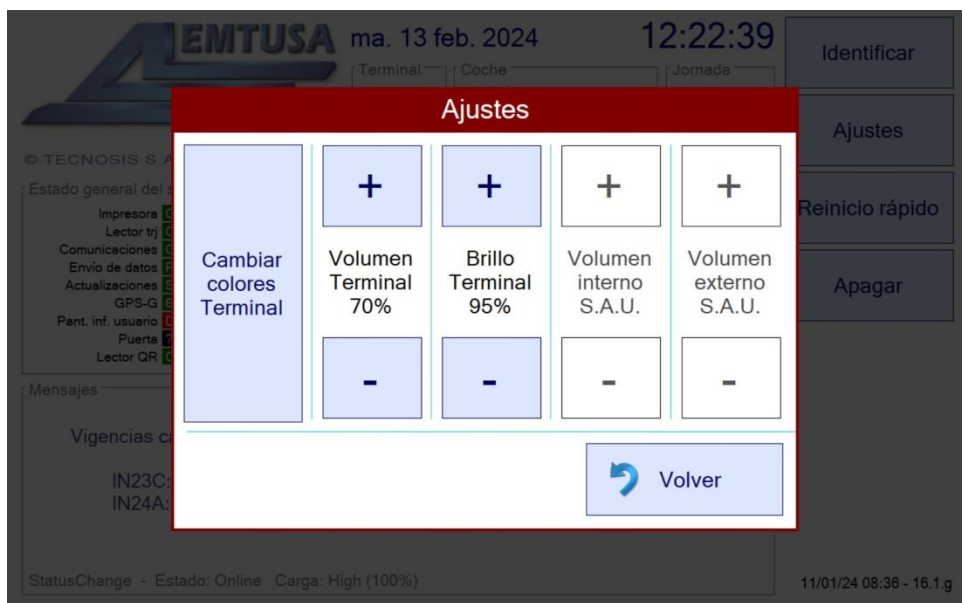 EMTUSA
ma. 13 feb. 2024
12:22:39
Terminal
Coche
Jornada
Identificar
Ajustes
Reinicio rápido
Apagar
© TECNOSIS S.A
Estado general del
Impresora
Lector trj
Comunicaciones
Envío de datos
Actualizaciones
GPS-G
Pant. inf. usuario
Puerta
Lector QR
Ajustes
Cambiar
colores
Terminal
+
Volumen
Terminal
70%
-
+
Brillo
Terminal
95%
-
+
Volumen
interno
S.A.U.
-
+
Volumen
externo
S.A.U.
-
Volver
Mensajes
Vigencias
IN23C:
IN24A:
StatusChange - Estado: Online Carga: High (100%)
11/01/24 08:36 - 16.1.g